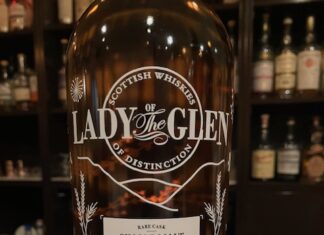 SCOTTISH WHISKIES
OF
LADY The GLEN
OF DISTINCTION
RARE CASK